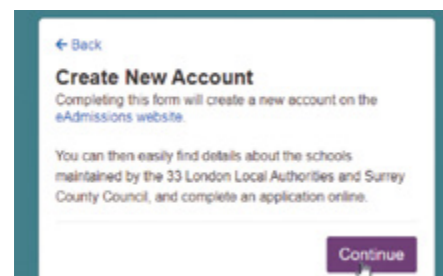 ← Back
Create New Account
Completing this form will create a new account on the
eAdmissions website.
You can then easily find details about the schools
maintained by the 33 London Local Authorities and Surrey
County Council, and complete an application online.
Continue